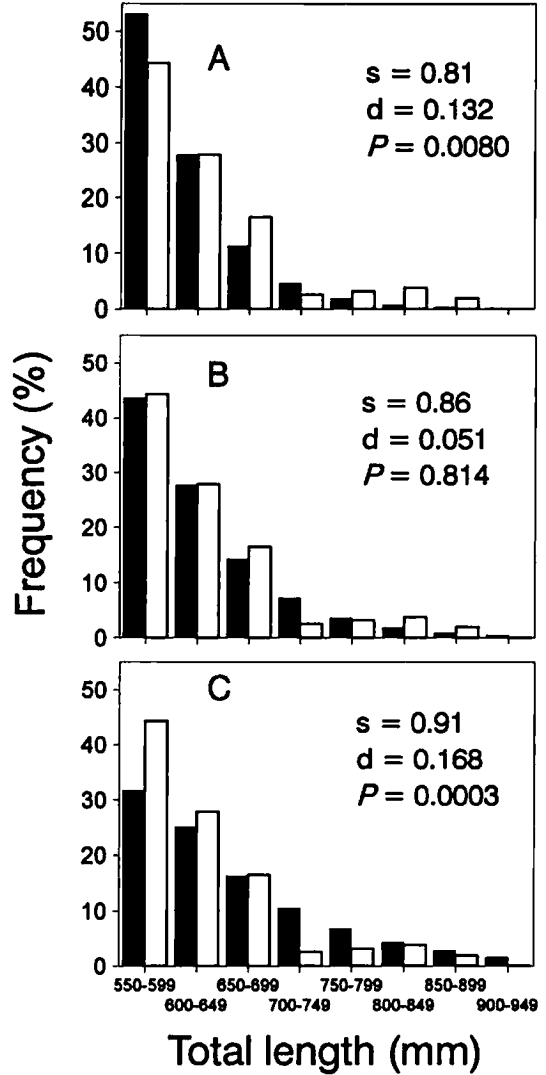 Frequency (%)
50
40
30
20
10
0
A
s = 0.81
d = 0.132
P = 0.0080
50
40
30
20
10
0
B
s = 0.86
d = 0.051
P = 0.814
50
40
30
20
10
0
C
s = 0.91
d = 0.168
P = 0.0003
550-599 650-699 750-799 850-899
600-649 700-749 800-849 900-949
Total length (mm)